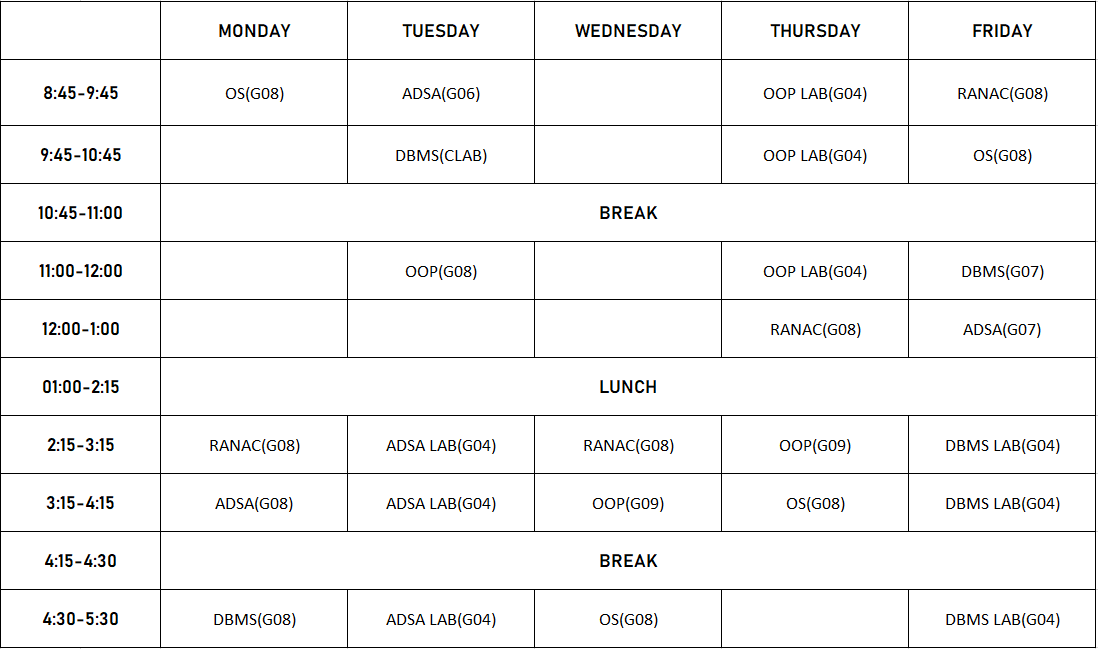 MONDAY TUESDAY WEDNESDAY THURSDAY FRIDAY
8:45-9:45 OS(G08) ADSA(G06) OOP LAB(G04) RANAC(G08)
9:45-10:45 DBMS(CLAB) OOP LAB(G04) OS(G08)
10:45-11:00 BREAK
11:00-12:00 OOP(G08) OOP LAB(G04) DBMS(G07)
12:00-1:00 RANAC(G08) ADSA(G07)
01:00-2:15 LUNCH
2:15-3:15 RANAC(G08) ADSA LAB(G04) RANAC(G08) OOP(G09) DBMS LAB(G04)
3:15-4:15 ADSA(G08) ADSA LAB(G04) OOP(G09) OS(G08) DBMS LAB(G04)
4:15-4:30 BREAK
4:30-5:30 DBMS(G08) ADSA LAB(G04) OS(G08) DBMS LAB(G04)